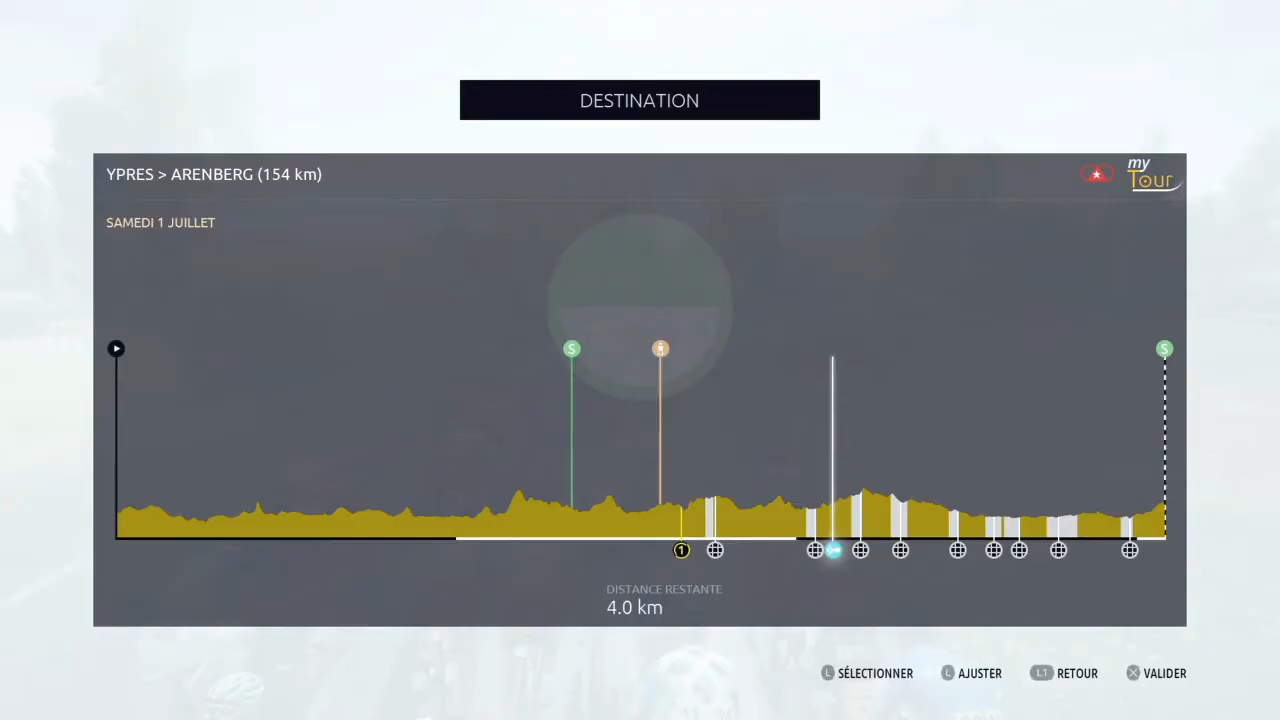 DESTINATION
YPRES > ARENBERG (154 km)
my
Tour
SAMEDI 1 JUILLET
S
S
1
DISTANCE RESTANTE
4.0 km
L SÉLECTIONNER
L AJUSTER
L1 RETOUR
X VALIDER